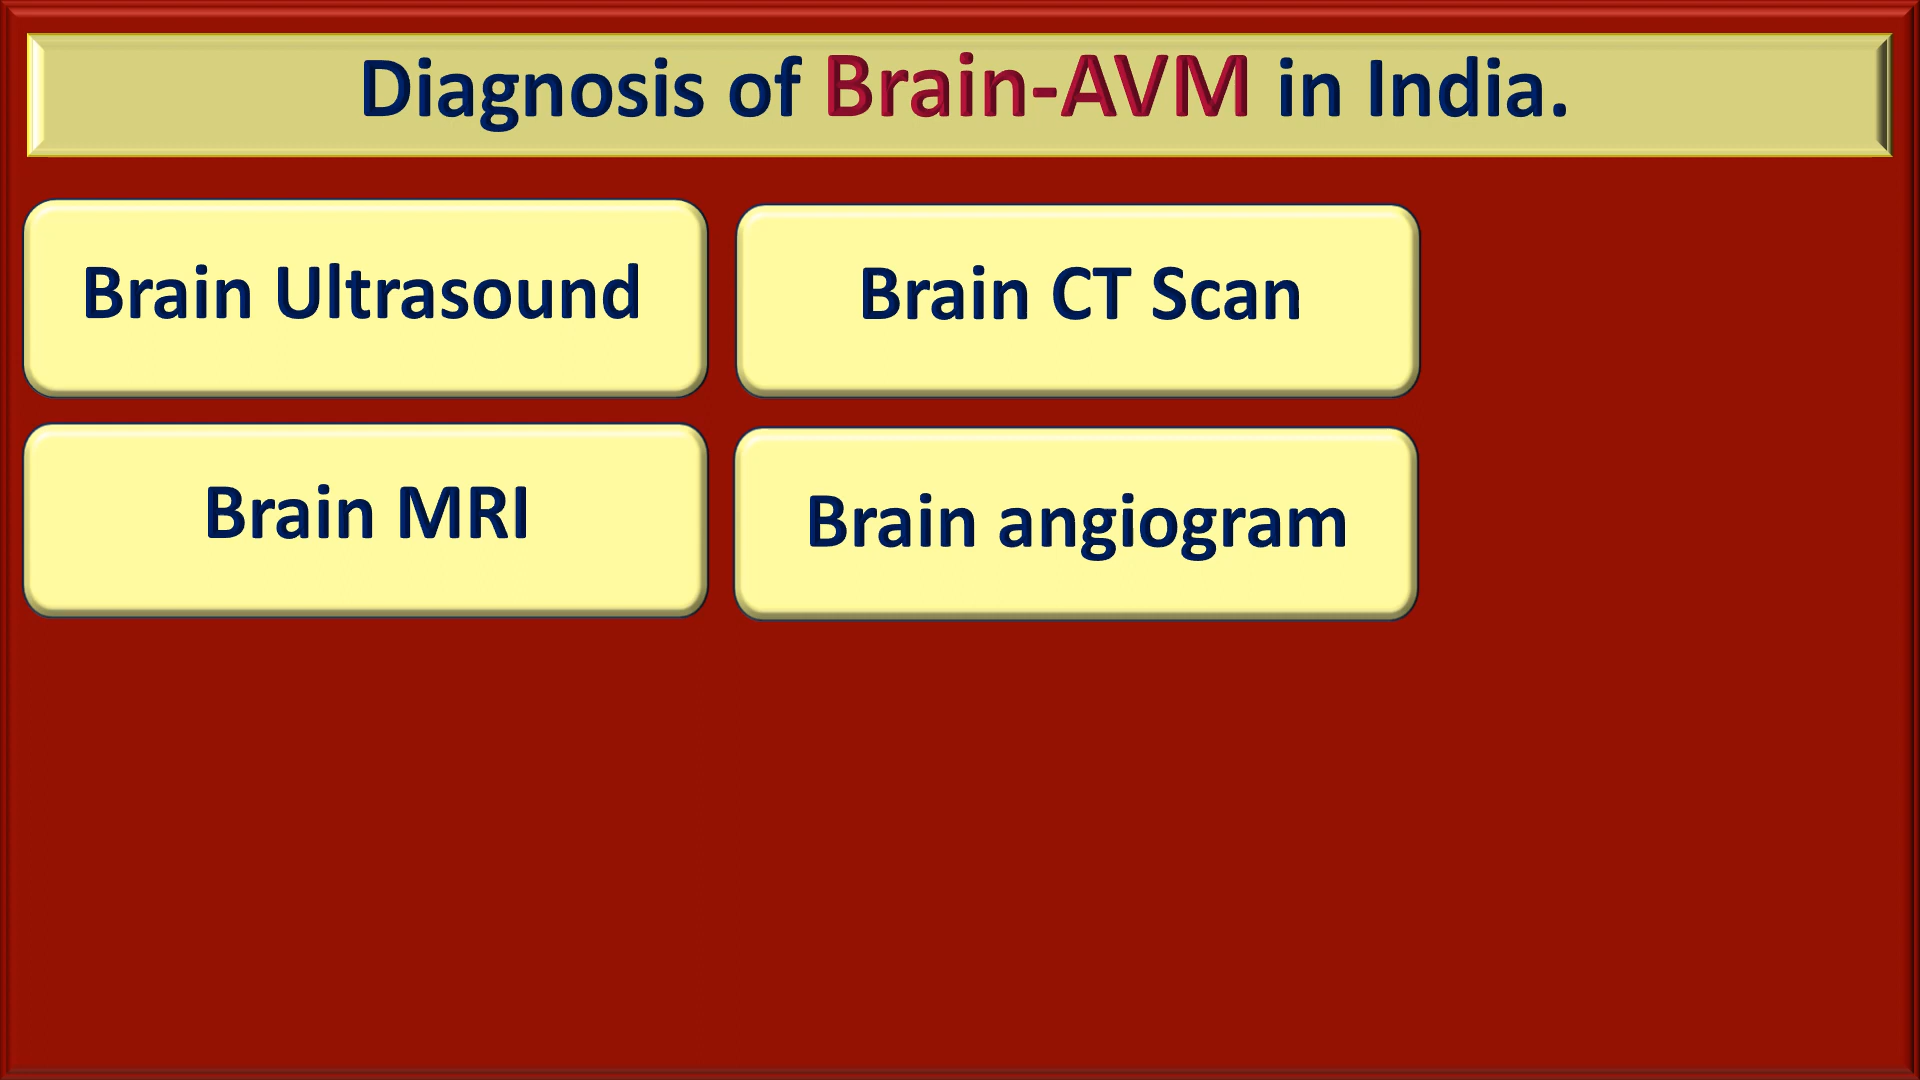 Diagnosis of Brain-AVM in India.
Brain Ultrasound
Brain CT Scan
Brain MRI
Brain angiogram